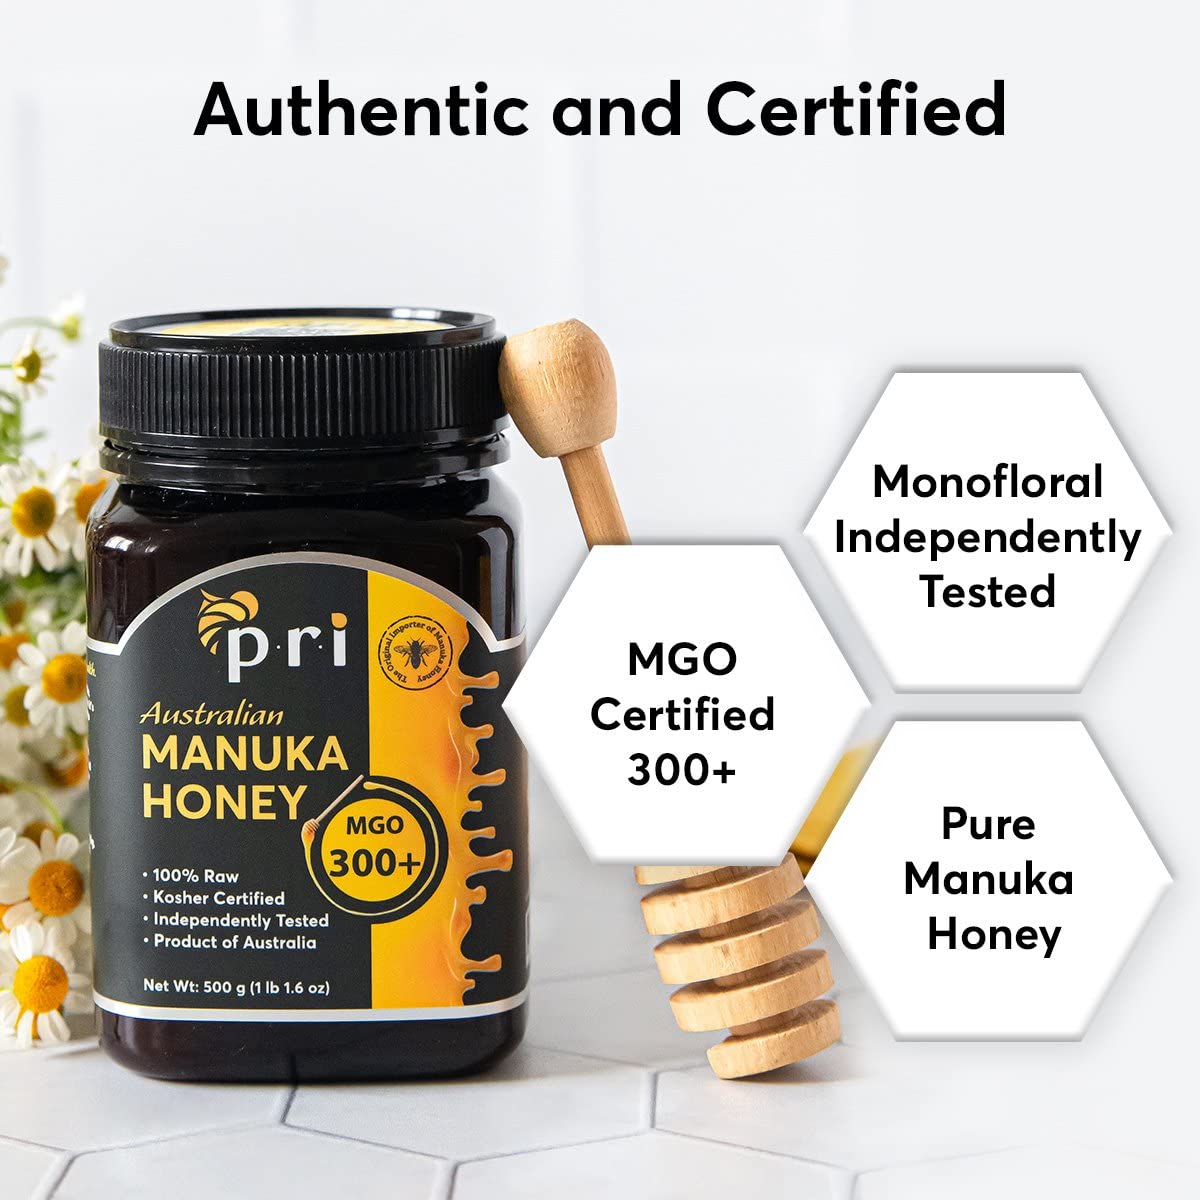 Authentic and Certified
Monofloral
Independently
Tested
MGO
Certified
300+
Pure
Manuka
Honey
p.r.i
The Original Importer of Manuka Honey
Australian
MANUKA
HONEY
MGO
300+
• 100% Raw
• Kosher Certified
• Independently Tested
• Product of Australia
Net Wt: 500 g (1 lb 1.6 oz)